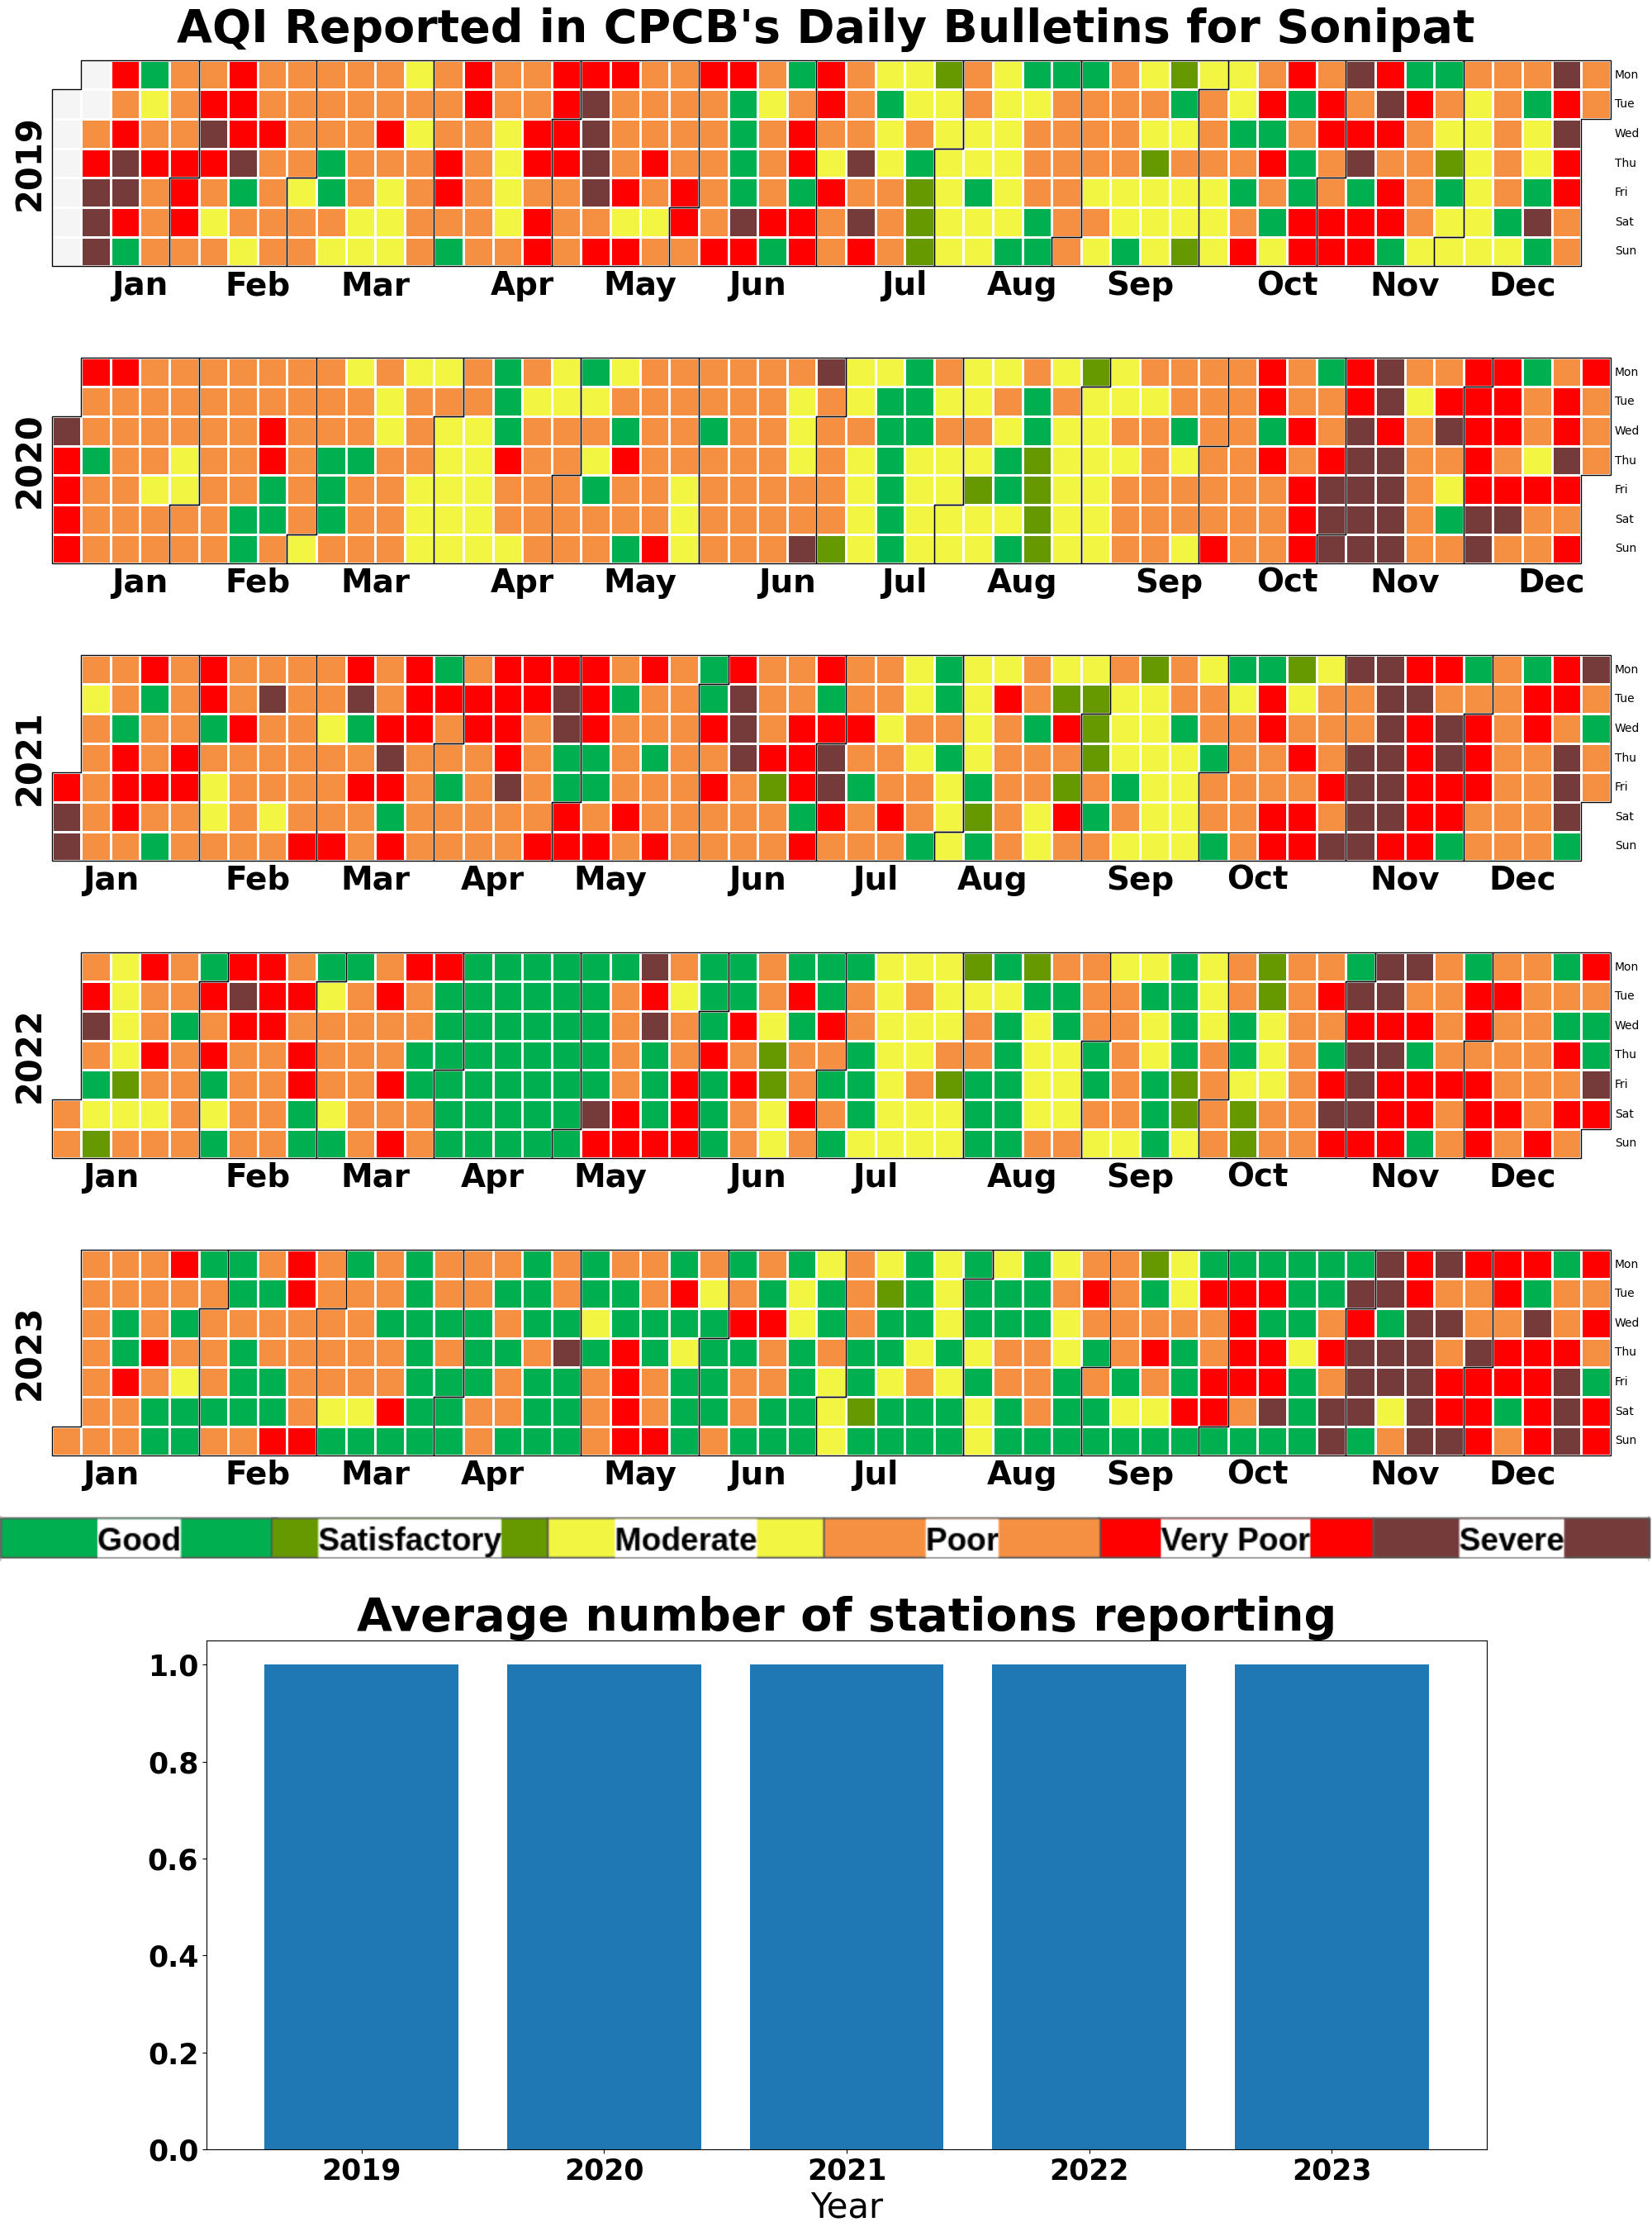 AQI Reported in CPCB's Daily Bulletins for Sonipat
2019
Mon
Tue
Wed
Thu
Fri
Sat
Sun
Jan Feb Mar Apr May Jun Jul Aug Sep Oct Nov Dec
2020
Mon
Tue
Wed
Thu
Fri
Sat
Sun
Jan Feb Mar Apr May Jun Jul Aug Sep Oct Nov Dec
2021
Mon
Tue
Wed
Thu
Fri
Sat
Sun
Jan Feb Mar Apr May Jun Jul Aug Sep Oct Nov Dec
2022
Mon
Tue
Wed
Thu
Fri
Sat
Sun
Jan Feb Mar Apr May Jun Jul Aug Sep Oct Nov Dec
2023
Mon
Tue
Wed
Thu
Fri
Sat
Sun
Jan Feb Mar Apr May Jun Jul Aug Sep Oct Nov Dec
Good Satisfactory Moderate Poor Very Poor Severe
Average number of stations reporting
1.0
0.8
0.6
0.4
0.2
0.0
2019 2020 2021 2022 2023
Year